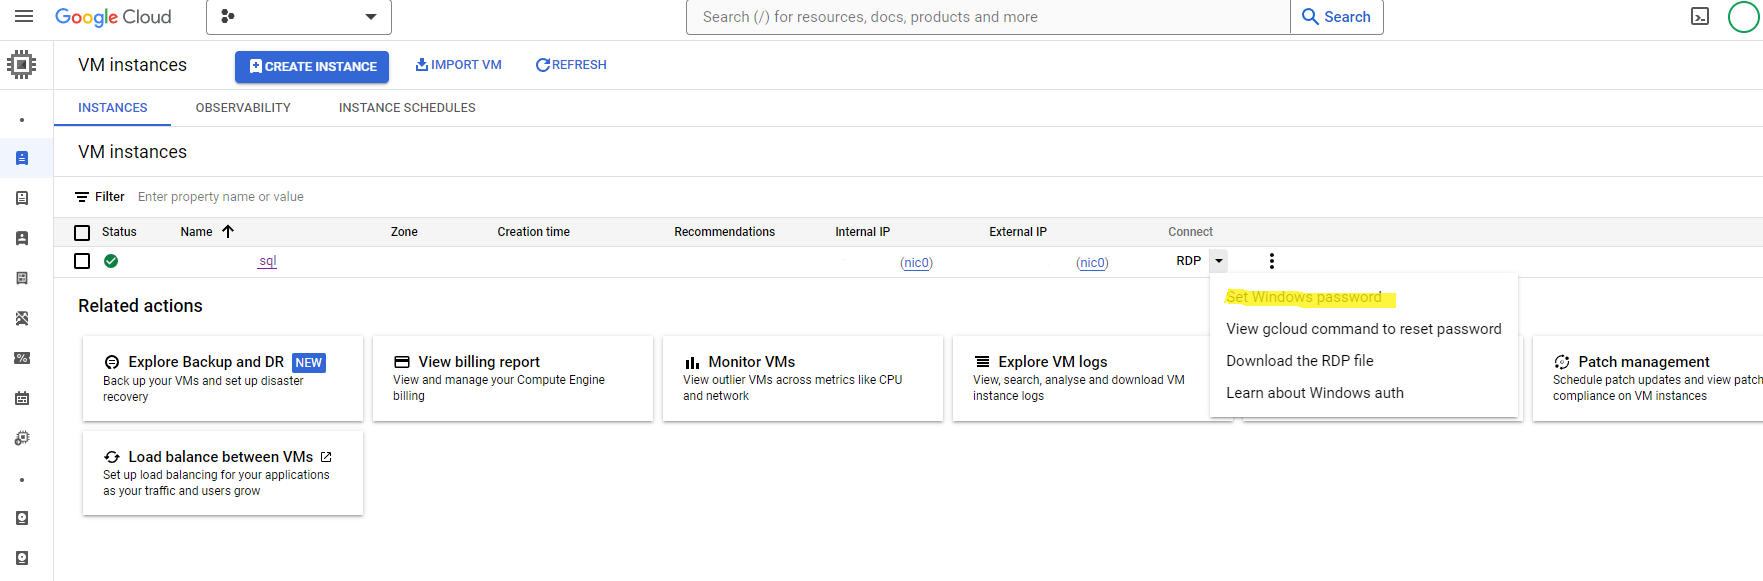 Google Cloud
Search (/) for resources, docs, products and more
Search
VM instances
CREATE INSTANCE
IMPORT VM
REFRESH
INSTANCES
OBSERVABILITY
INSTANCE SCHEDULES
VM instances
Filter Enter property name or value
Status Name Zone Creation time Recommendations Internal IP External IP Connect
sql (nic0) (nic0) RDP
Set Windows password
View gcloud command to reset password
Download the RDP file
Learn about Windows auth
Related actions
Explore Backup and DR NEW
Back up your VMs and set up disaster
recovery
View billing report
View and manage your Compute Engine
billing
Monitor VMs
View outlier VMs across metrics like CPU
and network
Explore VM logs
View, search, analyse and download VM
instance logs
Patch management
Schedule patch updates and view patch
compliance on VM instances
Load balance between VMs
Set up load balancing for your applications
as your traffic and users grow